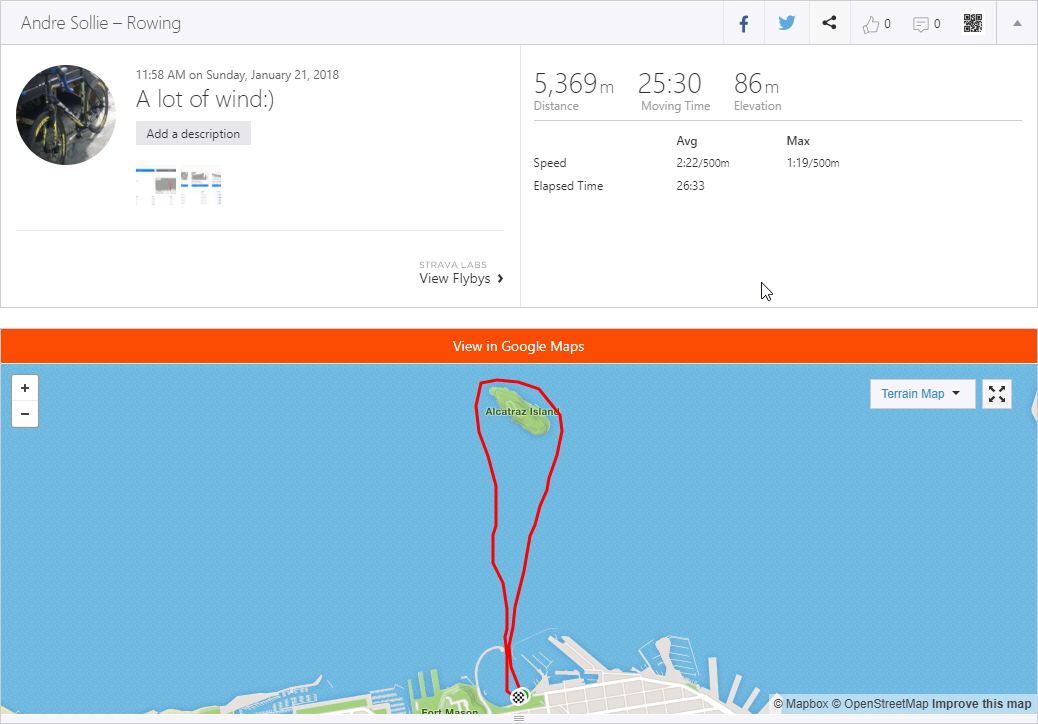 Andre Sollie – Rowing
0
0
11:58 AM on Sunday, January 21, 2018
A lot of wind:)
Add a description
STRAVA LABS
View Flybys
5,369m 25:30 86m
Distance Moving Time Elevation
Avg Max
Speed 2:22/500m 1:19/500m
Elapsed Time 26:33
View in Google Maps
+
−
Terrain Map
Alcatraz Island
Fort Mason
© Mapbox © OpenStreetMap Improve this map